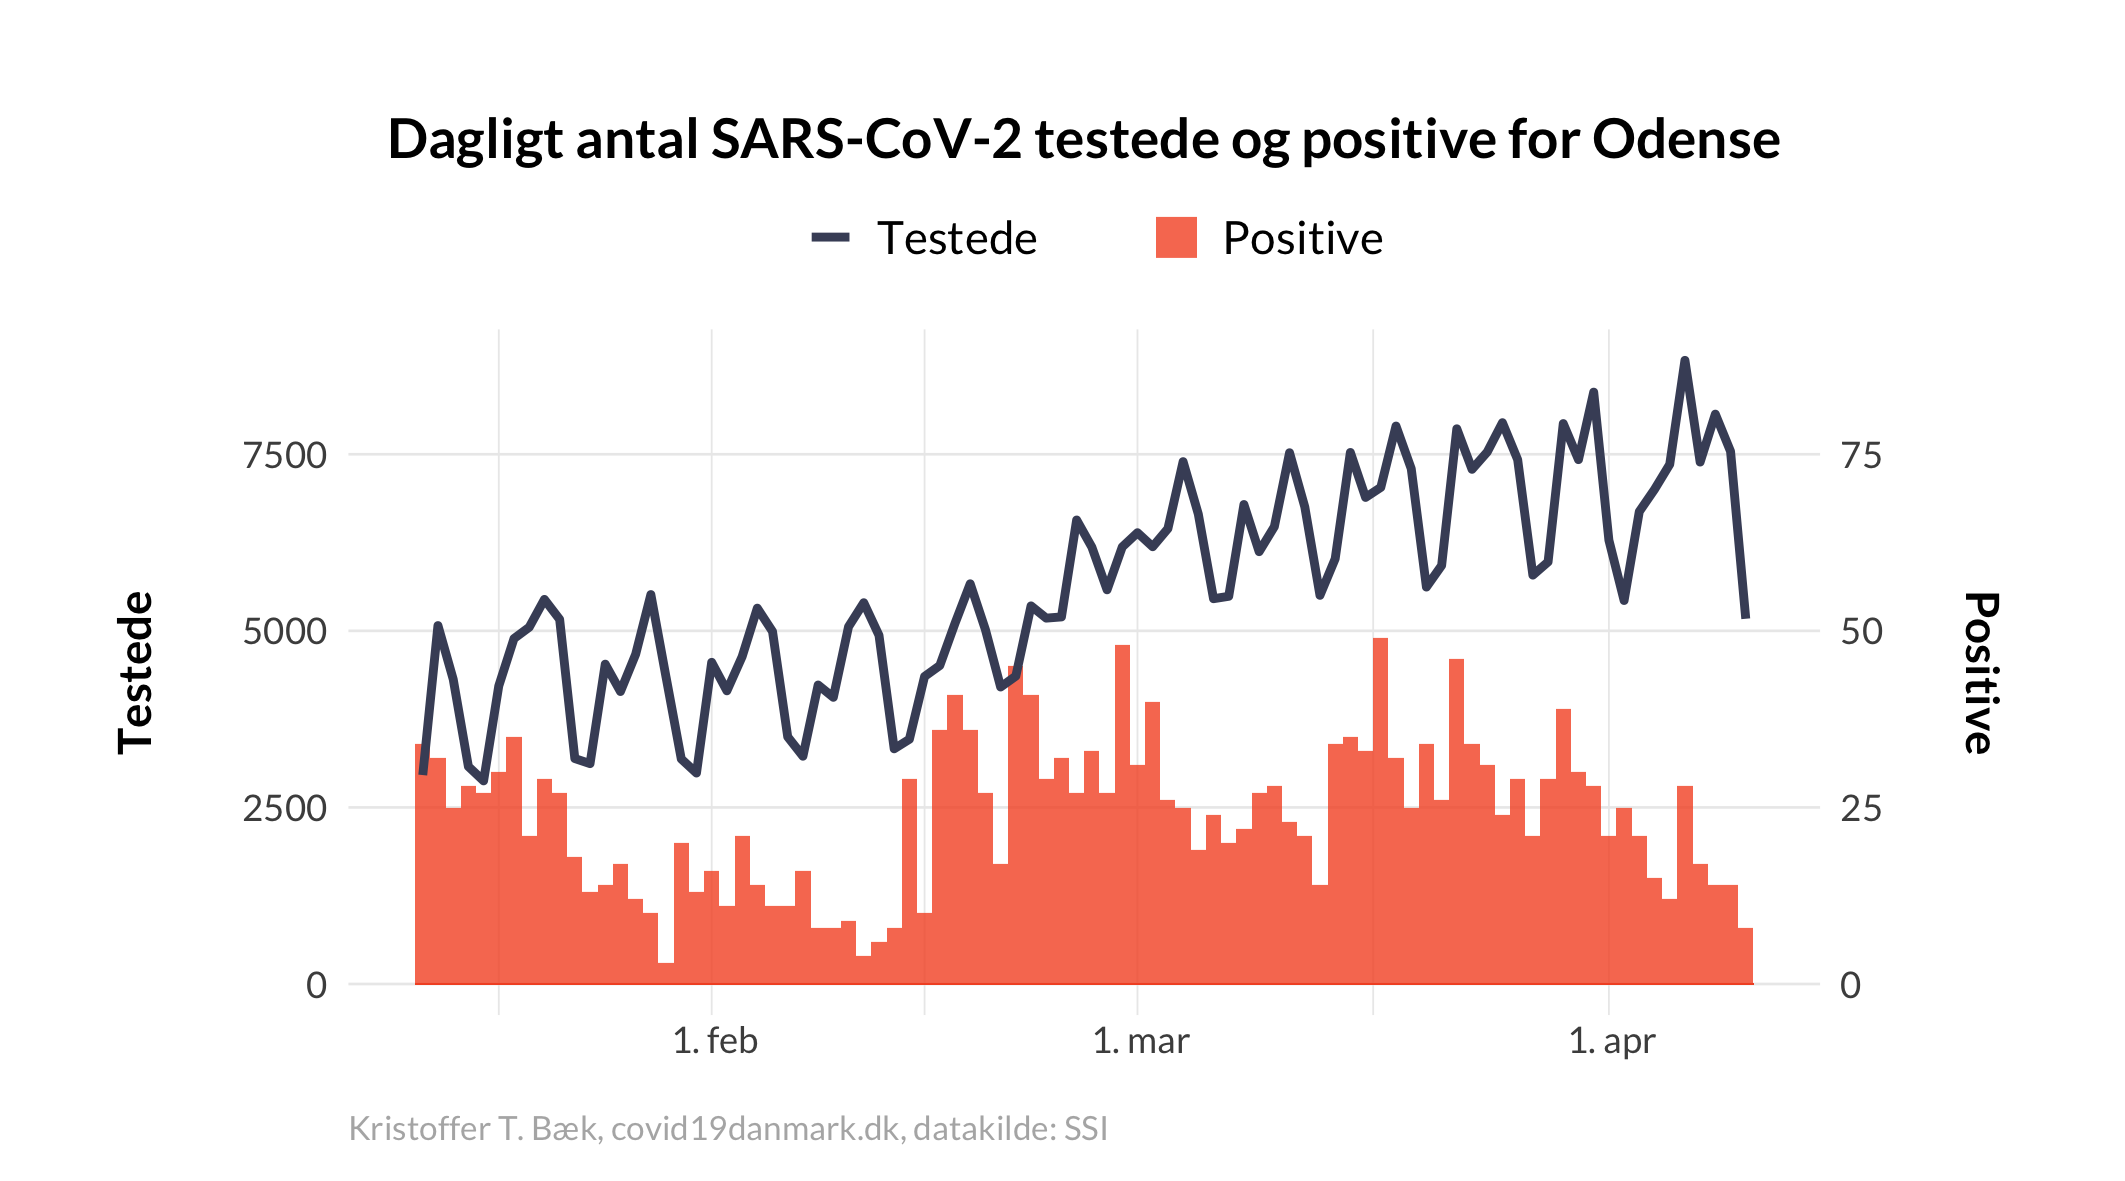 Dagligt antal SARS-CoV-2 testede og positive for Odense
Testede
Positive
7500
75
5000
50
2500
25
0
0
Testede
Positive
1. feb
1. mar
1. apr
Kristoffer T. Bæk, covid19danmark.dk, datakilde: SSI